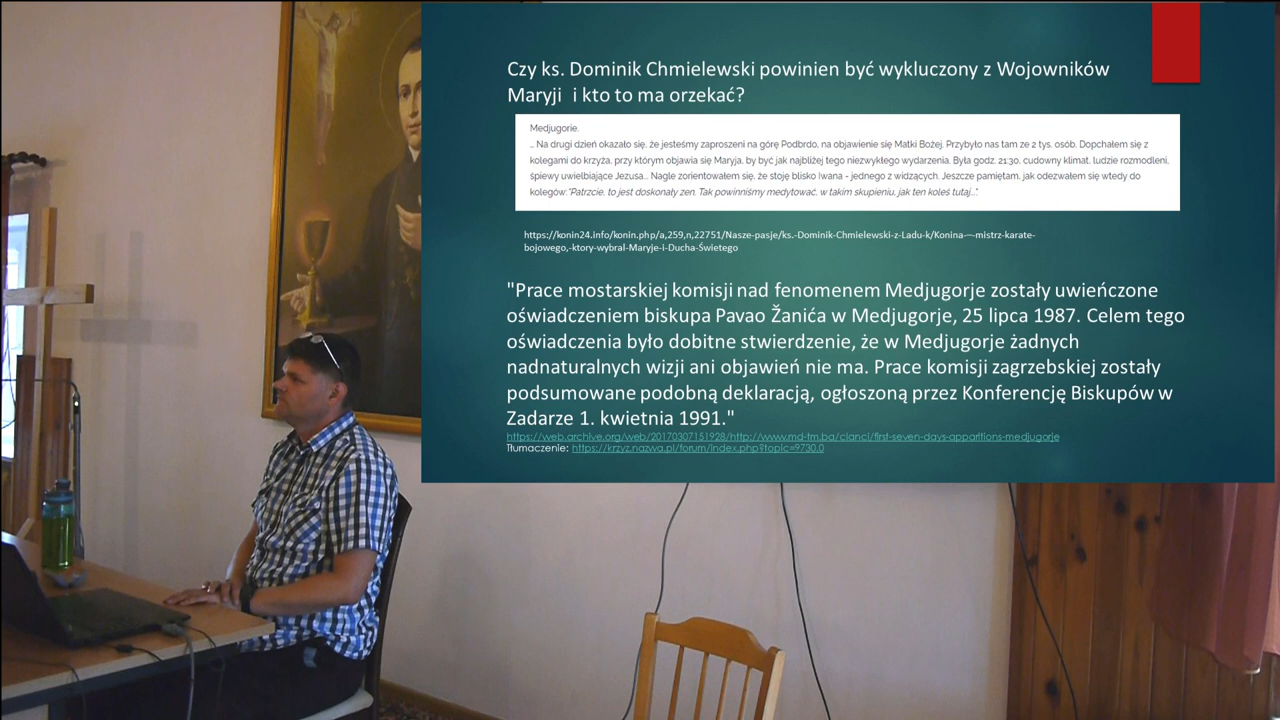 Czy ks. Dominik Chmielewski powinien być wykluczony z Wojowników
Maryji i kto to ma orzekać?
Medjugorie.
... Na drugi dzień okazało się, że jesteśmy zaproszeni na górę Podbrdo, na objawienie się Matki Bożej. Przybyło nas tam ze 2 tys. osób. Dopchałem się z
kolegami do krzyża, przy którym objawia się Maryja, by być jak najbliżej tego niezwykłego wydarzenia. Była godz. 21:30, cudowny klimat, ludzie rozmodleni,
śpiewy uwielbiające Jezusa... Nagle zorientowałem się, że stoję blisko Iwana - jednego z widzących. Jeszcze pamiętam, jak odezwałem się wtedy do
kolegów: "Patrzcie, to jest doskonały zen. Tak powinniśmy medytować, w takim skupieniu, jak ten koleś tutaj...".
https://konin24.info/konin.php/a,259,n,22751/Nasze-pasje/ks.-Dominik-Chmielewski-z-Ladu-k/Konina-–-mistrz-karate-
bojowego,-ktory-wybral-Maryje-i-Ducha-Świetego
"Prace mostarskiej komisji nad fenomenem Medjugorje zostały uwieńczone
oświadczeniem biskupa Pavao Žanića w Medjugorje, 25 lipca 1987. Celem tego
oświadczenia było dobitne stwierdzenie, że w Medjugorje żadnych
nadnaturalnych wizji ani objawień nie ma. Prace komisji zagrzebskiej zostały
podsumowane podobną deklaracją, ogłoszoną przez Konferencję Biskupów w
Zadarze 1. kwietnia 1991."
https://web.archive.org/web/20170307151928/http://www.md-tm.ba/clanci/first-seven-days-apparitions-medjugorje
Tłumaczenie: https://krzyz.nazwa.pl/forum/index.php?topic=9730.0